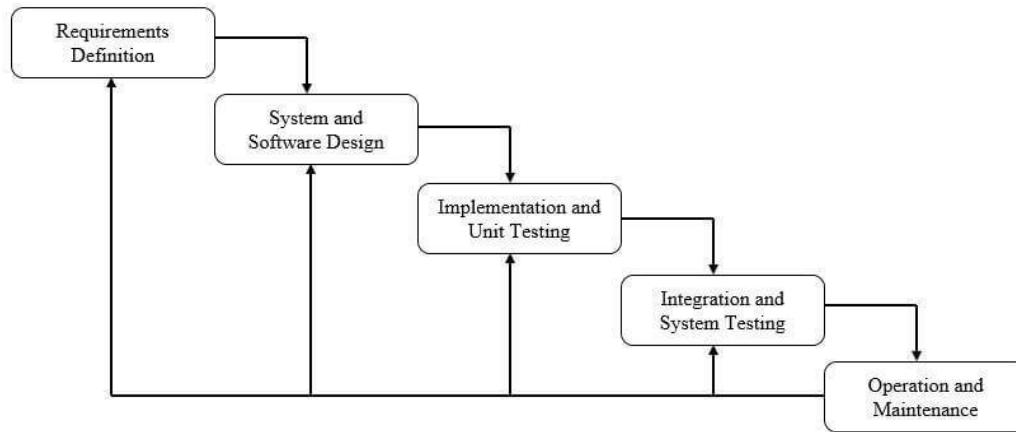 Requirements
Definition
System and
Software Design
Implementation and
Unit Testing
Integration and
System Testing
Operation and
Maintenance